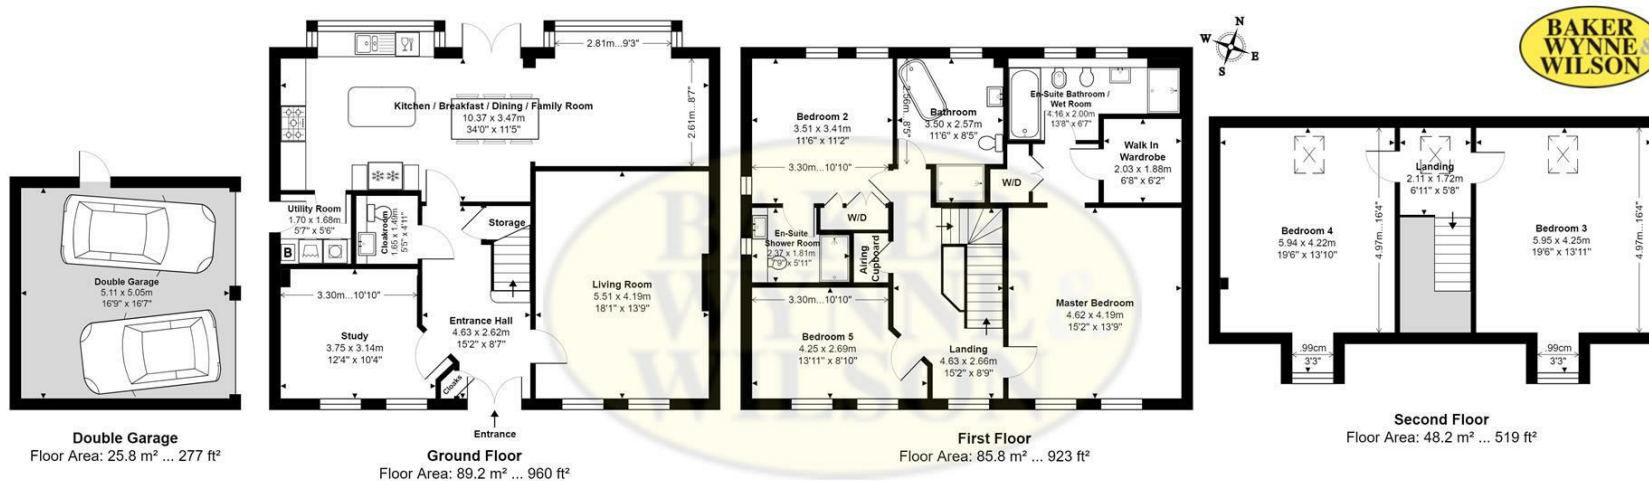 BAKER
WYNNE &
WILSON
N
W
E
S
Double Garage
5.11 x 5.05m
16'9" x 16'7"
Double Garage
Floor Area: 25.8 m² ... 277 ft²
2.81m...9'3"
Kitchen / Breakfast / Dining / Family Room
10.37 x 3.47m
34'0" x 11'5"
2.61m...8'7"
Utility Room
1.70 x 1.68m
5'7" x 5'6"
B
Cloakroom
1.65 x 1.49m
5'5" x 4'11"
Storage
3.30m...10'10"
Study
3.75 x 3.14m
12'4" x 10'4"
Entrance Hall
4.63 x 2.62m
15'2" x 8'7"
Living Room
5.51 x 4.19m
18'1" x 13'9"
Cloaks
Entrance
Ground Floor
Floor Area: 89.2 m² ... 960 ft²
Bedroom 2
3.51 x 3.41m
11'6" x 11'2"
3.30m...10'10"
2.56m...8'5"
Bathroom
3.50 x 2.57m
11'6" x 8'5"
En-Suite Bathroom /
Wet Room
4.16 x 2.00m
13'8" x 6'7"
Walk In
Wardrobe
2.03 x 1.88m
6'8" x 6'2"
W/D
W/D
En-Suite
Shower Room
2.37 x 1.81m
7'9" x 5'11"
Airing
Cupboard
3.30m...10'10"
Bedroom 5
4.25 x 2.69m
13'11" x 8'10"
Landing
4.63 x 2.66m
15'2" x 8'9"
Master Bedroom
4.62 x 4.19m
15'2" x 13'9"
First Floor
Floor Area: 85.8 m² ... 923 ft²
BAKER
WYNNE &
WILSON
Landing
2.11 x 1.72m
6'11" x 5'8"
Bedroom 4
5.94 x 4.22m
19'6" x 13'10"
4.97m...16'4"
Bedroom 3
5.95 x 4.25m
19'6" x 13'11"
4.97m...16'4"
.99cm
3'3"
.99cm
3'3"
Second Floor
Floor Area: 48.2 m² ... 519 ft²